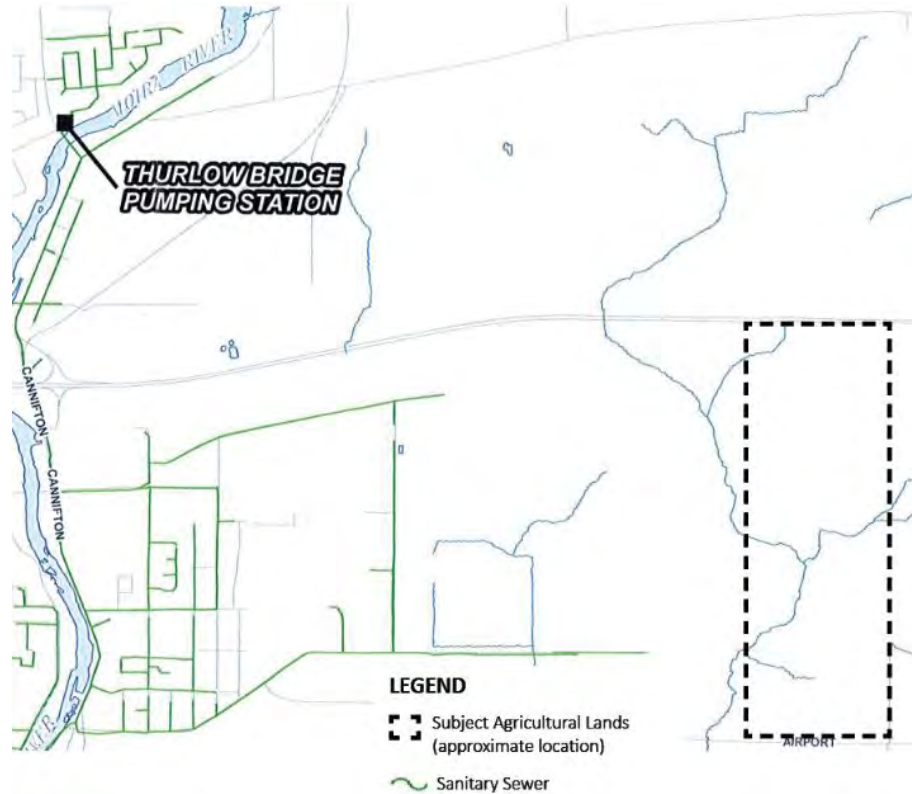 MOIRA RIVER
THURLOW BRIDGE
PUMPING STATION
CANNIFTON
CANNIFTON
LEGEND
Subject Agricultural Lands
(approximate location)
AIRPORT
Sanitary Sewer